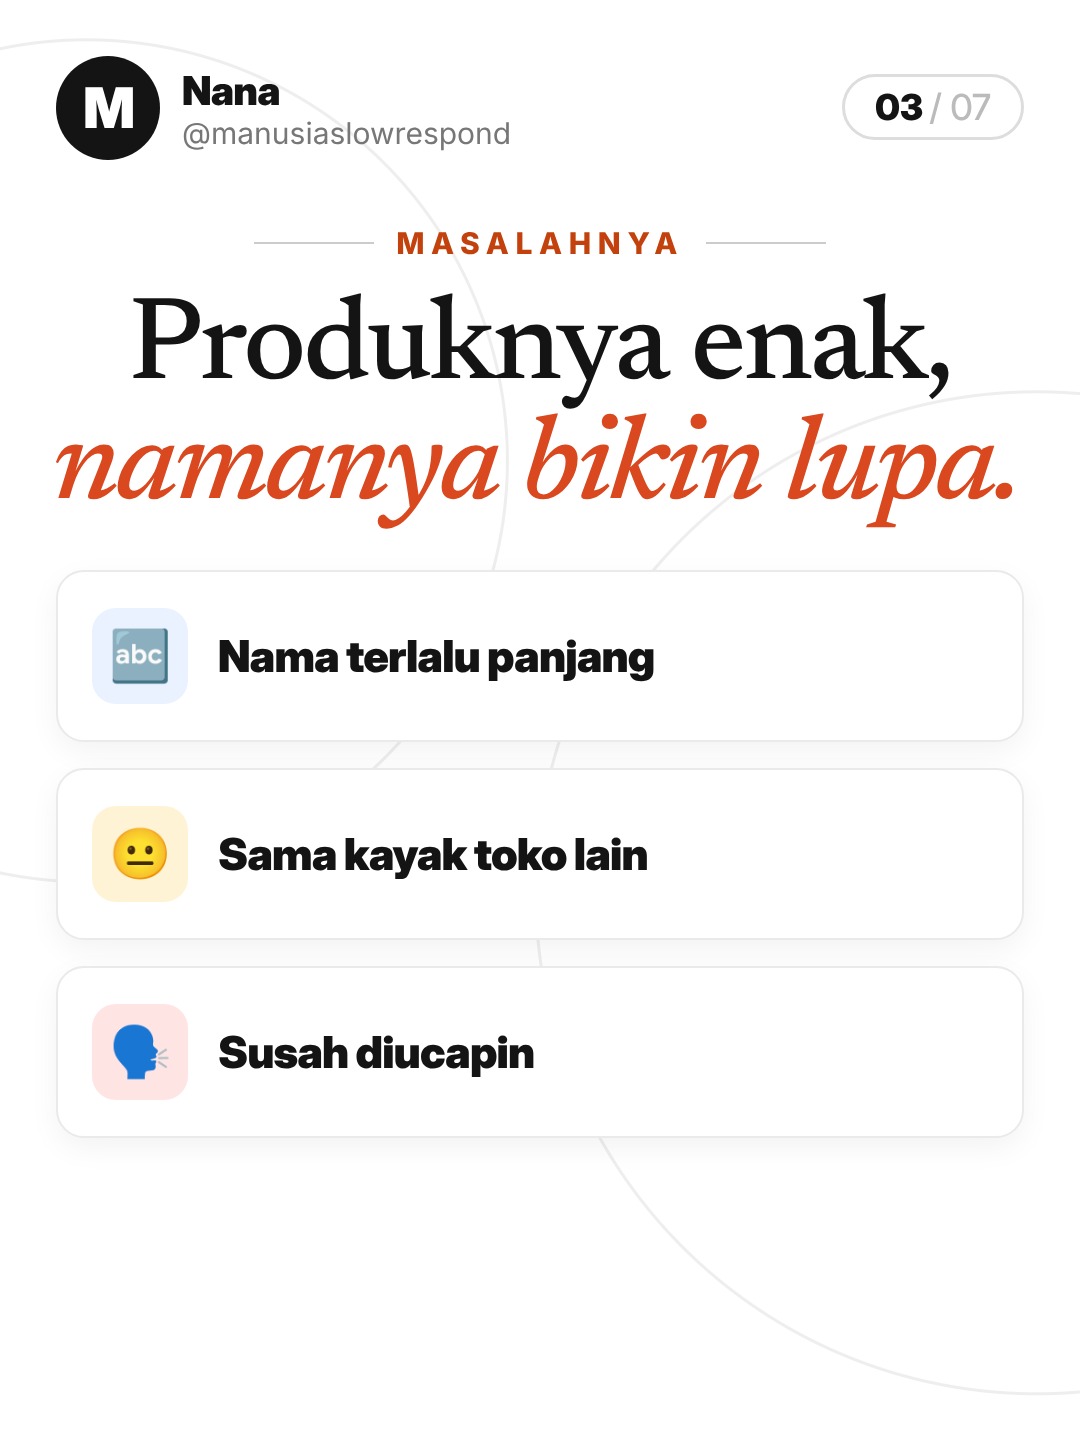 M
Nana
@manusiaslowrespond
03 / 07
MASALAHNYA
Produknya enak,
namanya bikin lupa.
abc
Nama terlalu panjang
Sama kayak toko lain
Susah diucapin